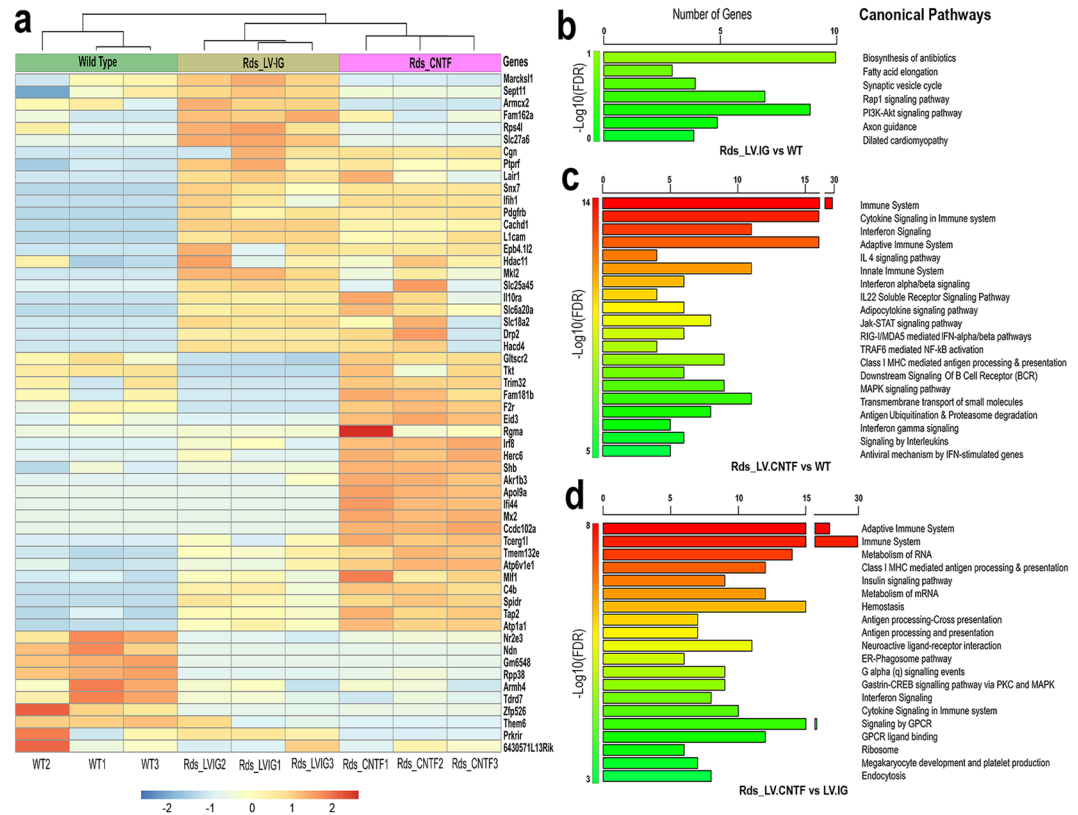 a
Wild Type Rds_LV-IG Rds_CNTF Genes
Marcksl1
Sept11
Armcx2
Fam162a
Rps4l
Slc27a6
Cgn
Ptprf
Lair1
Snx7
Ifih1
Pdgfrb
Cachd1
L1cam
Epb4.1l2
Hdac11
Mkl2
Slc25a45
Il10ra
Slc6a20a
Slc18a2
Drp2
Hacd4
Gltscr2
Tkt
Trim32
Fam181b
F2r
Eid3
Rgma
Irf8
Herc6
Shb
Akr1b3
Apol9a
Ifi44
Mx2
Ccdc102a
Tcerg1l
Tmem132e
Atp6v1e1
Mlf1
C4b
Spidr
Tap2
Atp1a1
Nr2e3
Ndn
Gm6548
Rpp38
Armh4
Tdrd7
Zfp526
Them6
Prkrir
6430571L13Rik
WT2 WT1 WT3 Rds_LVIG2 Rds_LVIG1 Rds_LVIG3 Rds_CNTF1 Rds_CNTF2 Rds_CNTF3
-2 -1 0 1 2
b
Number of Genes
Canonical Pathways
0 5 10
1
-Log10(FDR)
0
Biosynthesis of antibiotics
Fatty acid elongation
Synaptic vesicle cycle
Rap1 signaling pathway
PI3K-Akt signaling pathway
Axon guidance
Dilated cardiomyopathy
Rds_LV.IG vs WT
c
0 5 10 15 30
14
-Log10(FDR)
5
Immune System
Cytokine Signaling in Immune system
Interferon Signaling
Adaptive Immune System
IL 4 signaling pathway
Innate Immune System
Interferon alpha/beta signaling
IL22 Soluble Receptor Signaling Pathway
Adipocytokine signaling pathway
Jak-STAT signaling pathway
RIG-I/MDA5 mediated IFN-alpha/beta pathways
TRAF6 mediated NF-kB activation
Class I MHC mediated antigen processing & presentation
Downstream Signaling Of B Cell Receptor (BCR)
MAPK signaling pathway
Transmembrane transport of small molecules
Antigen Ubiquitination & Proteasome degradation
Interferon gamma signaling
Signaling by Interleukins
Antiviral mechanism by IFN-stimulated genes
Rds_LV.CNTF vs WT
d
0 5 10 15 30
8
-Log10(FDR)
3
Adaptive Immune System
Immune System
Metabolism of RNA
Class I MHC mediated antigen processing & presentation
Insulin signaling pathway
Metabolism of mRNA
Hemostasis
Antigen processing-Cross presentation
Antigen processing and presentation
Neuroactive ligand-receptor interaction
ER-Phagosome pathway
G alpha (q) signalling events
Gastrin-CREB signalling pathway via PKC and MAPK
Interferon Signaling
Cytokine Signaling in Immune system
Signaling by GPCR
GPCR ligand binding
Ribosome
Megakaryocyte development and platelet production
Endocytosis
Rds_LV.CNTF vs LV.IG